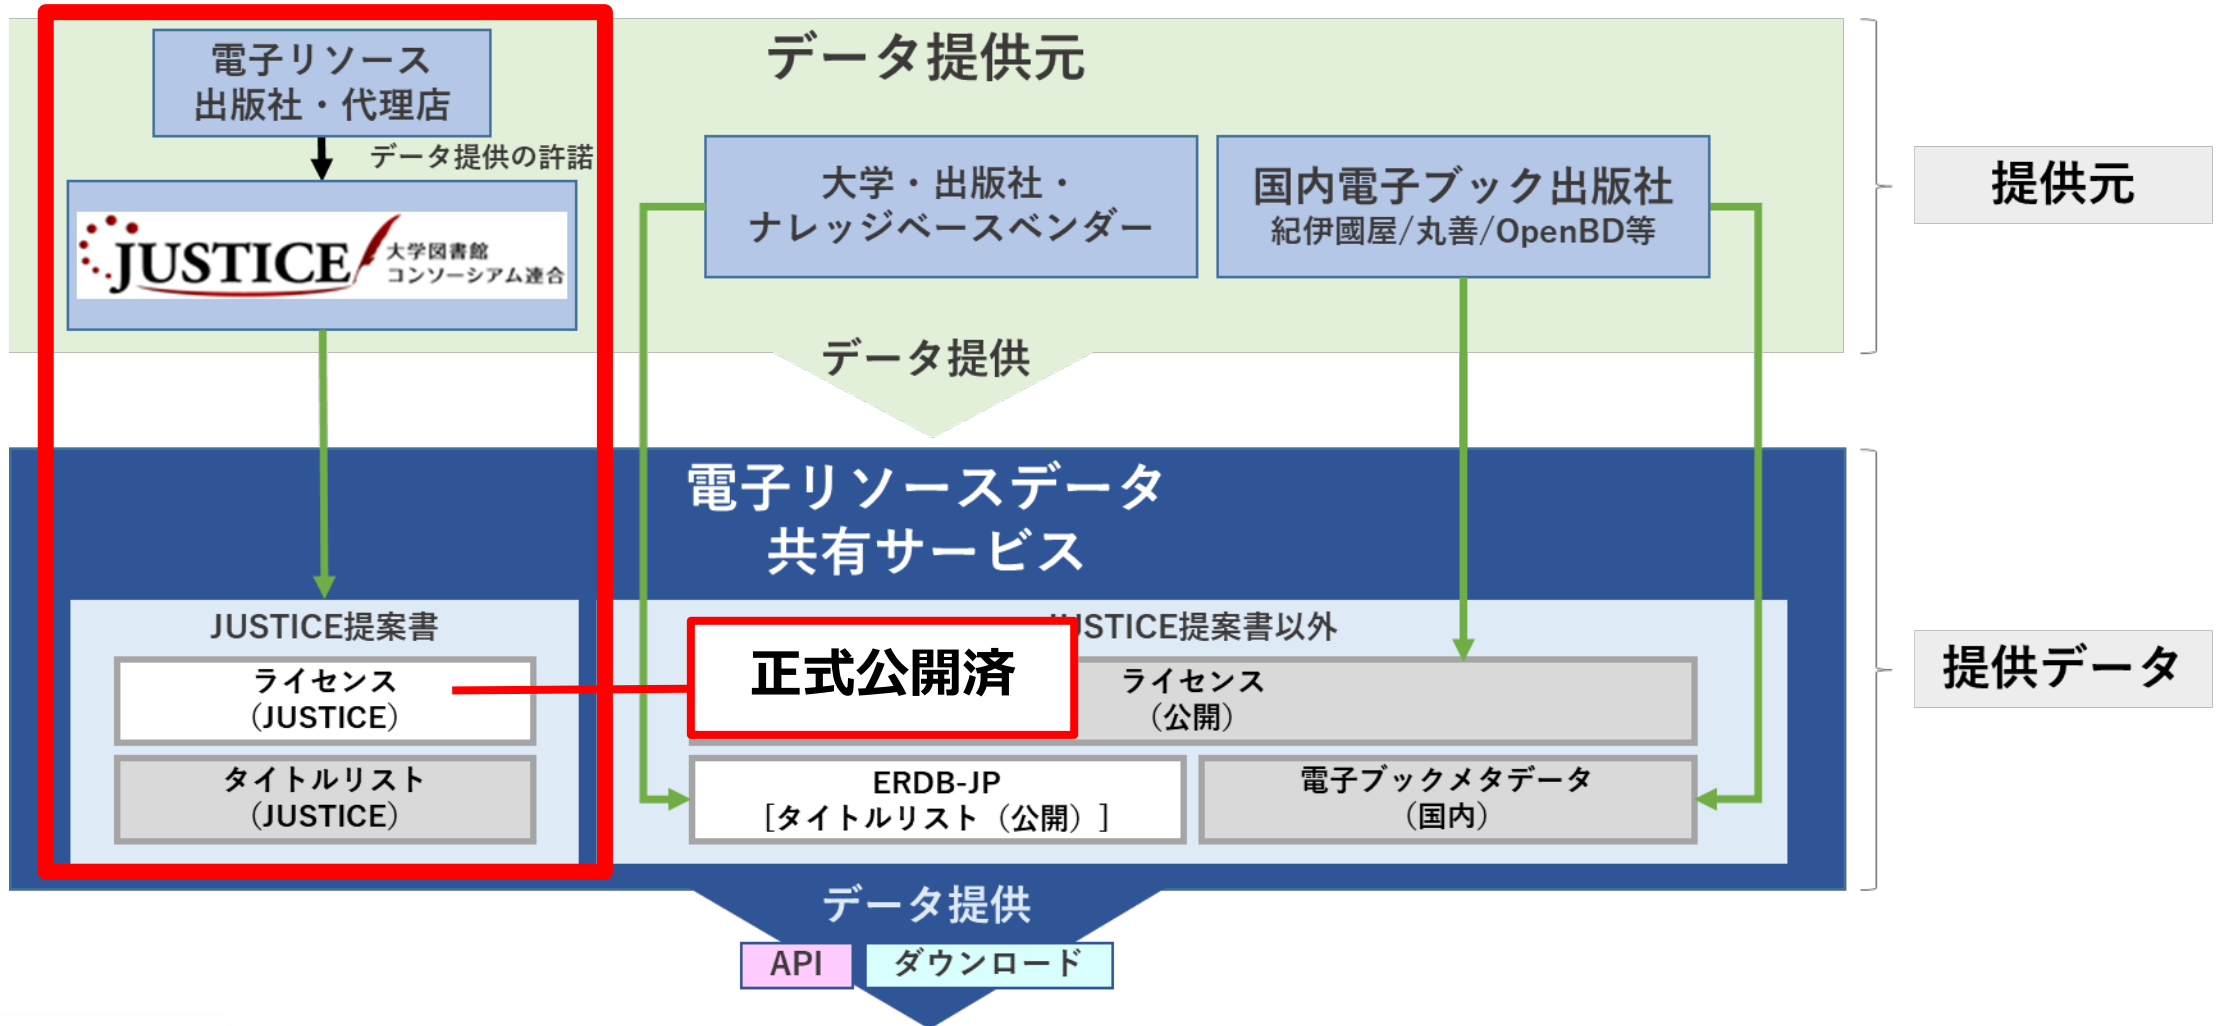 データ提供元
電子リソース
出版社・代理店
データ提供の許諾
JUSTICE 大学図書館
コンソーシアム連合
大学・出版社・
ナレッジベースベンダー
国内電子ブック出版社
紀伊國屋/丸善/OpenBD等
提供元
データ提供
電子リソースデータ
共有サービス
JUSTICE提案書
ライセンス
（JUSTICE）
タイトルリスト
（JUSTICE）
正式公開済
USTICE提案書以外
ライセンス
（公開）
ERDB-JP
[タイトルリスト（公開）]
電子ブックメタデータ
（国内）
提供データ
データ提供
API
ダウンロード